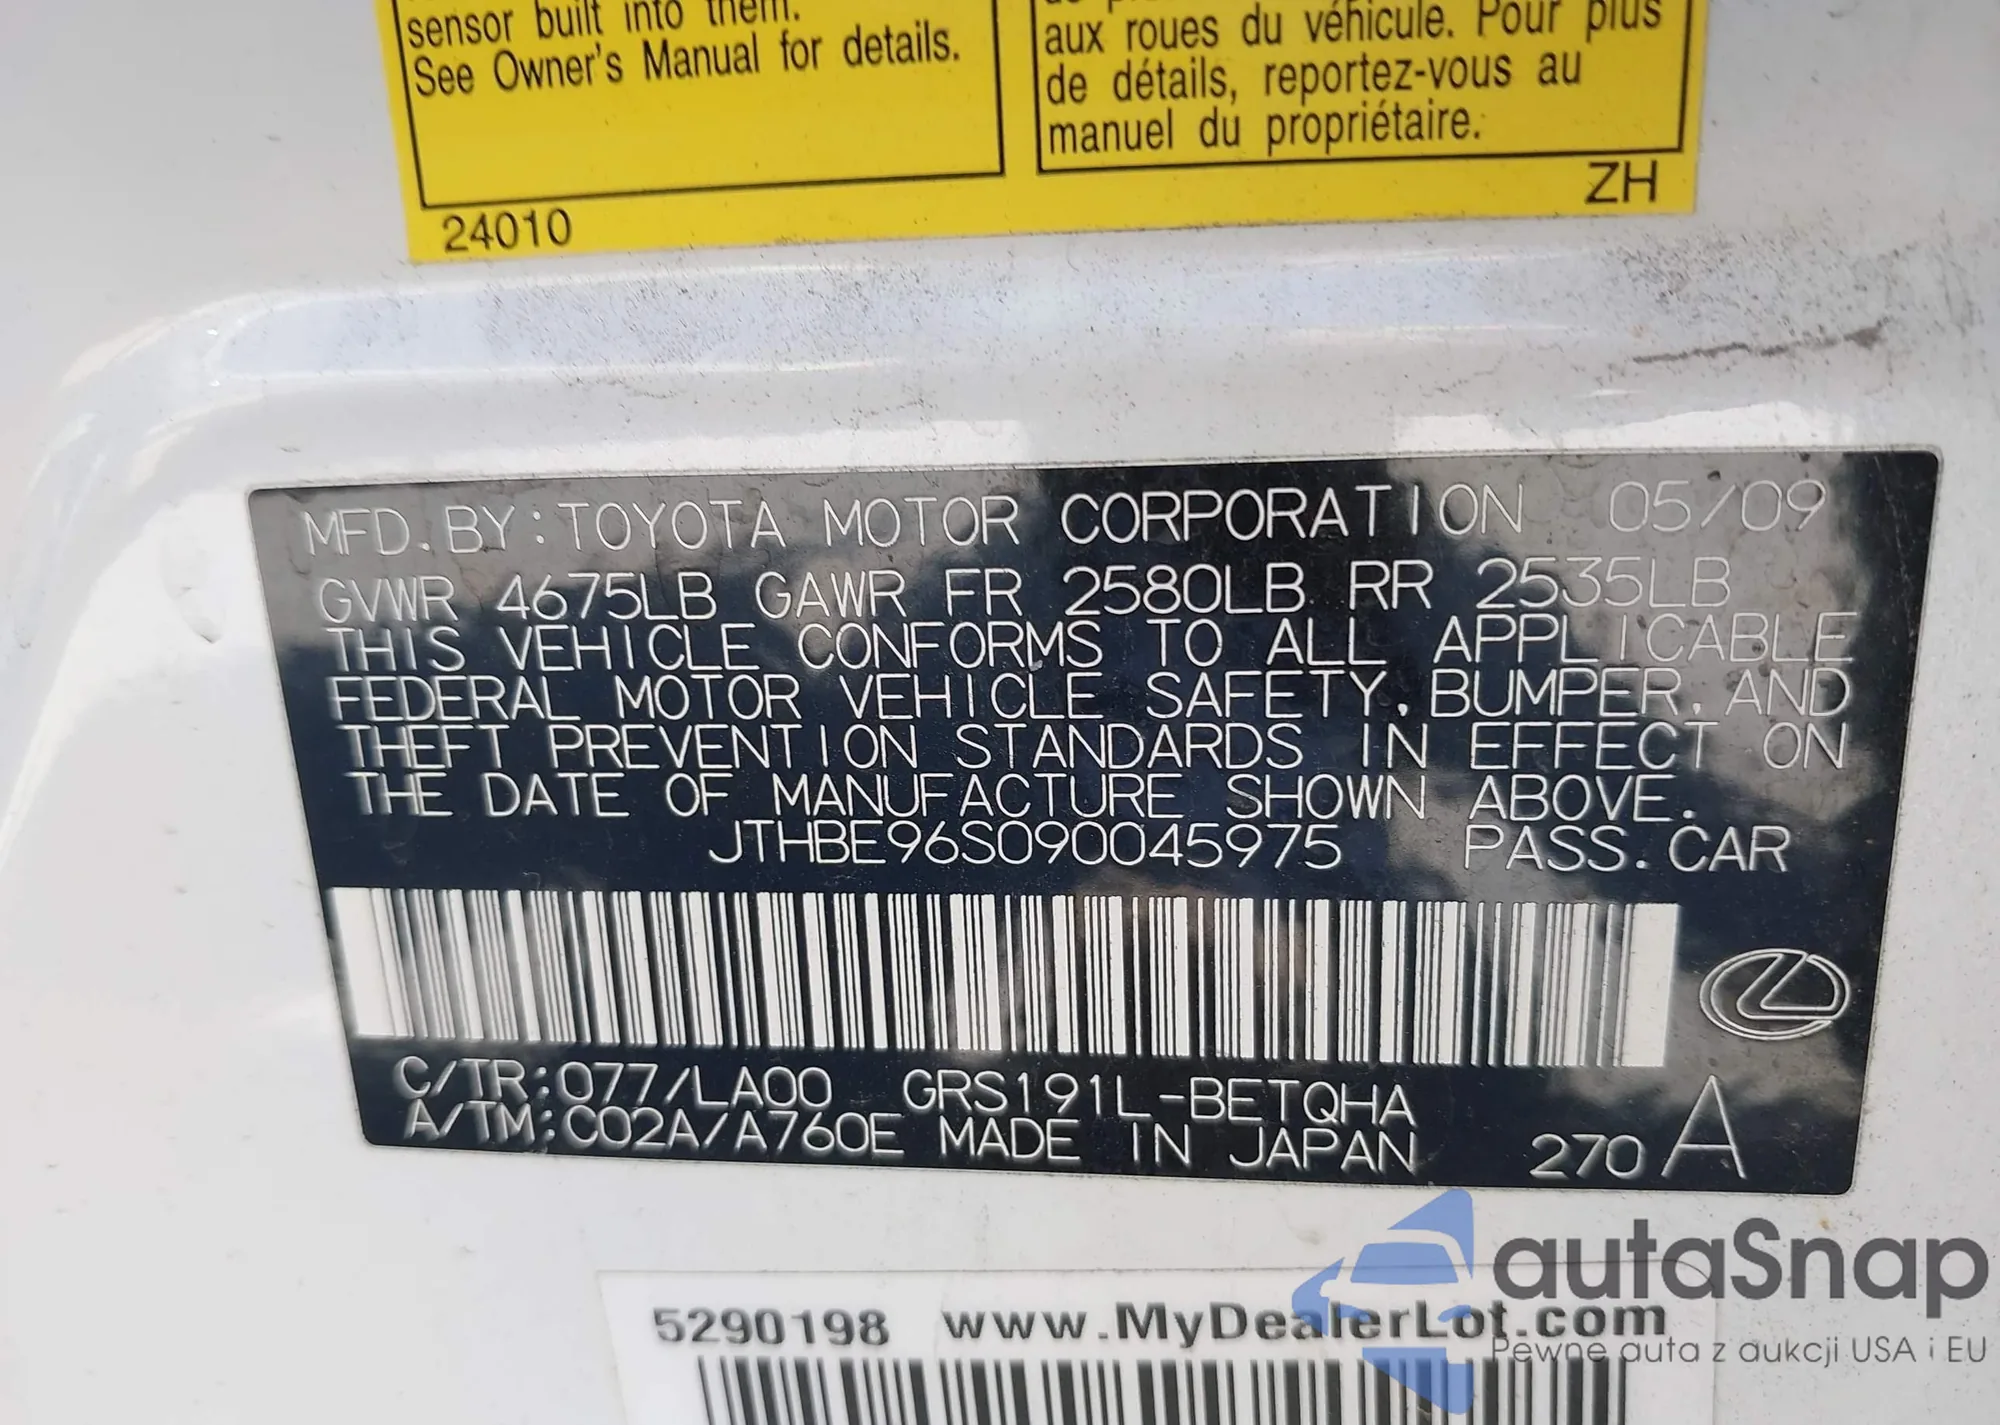 sensor built into them.
See Owner's Manual for details.
24010
aux roues du véhicule. Pour plus
de détails, reportez-vous au
manuel du propriétaire.
ZH
MFD. BY: TOYOTA MOTOR CORPORATION 05/09
GVWR 4675LB GAWR FR 2580LB RR 2535LB
THIS VEHICLE CONFORMS TO ALL APPLICABLE
FEDERAL MOTOR VEHICLE SAFETY, BUMPER, AND
THEFT PREVENTION STANDARDS IN EFFECT ON
THE DATE OF MANUFACTURE SHOWN ABOVE.
JTHBE96S090045975 PASS. CAR
C/TR:077/LA00 GRS191L-BETQHA
A/TM:C02A/A760E MADE IN JAPAN 270 A
5290198 www.MyDealerLot.com
autaSnap
Pewne auta z aukcji USA i EU